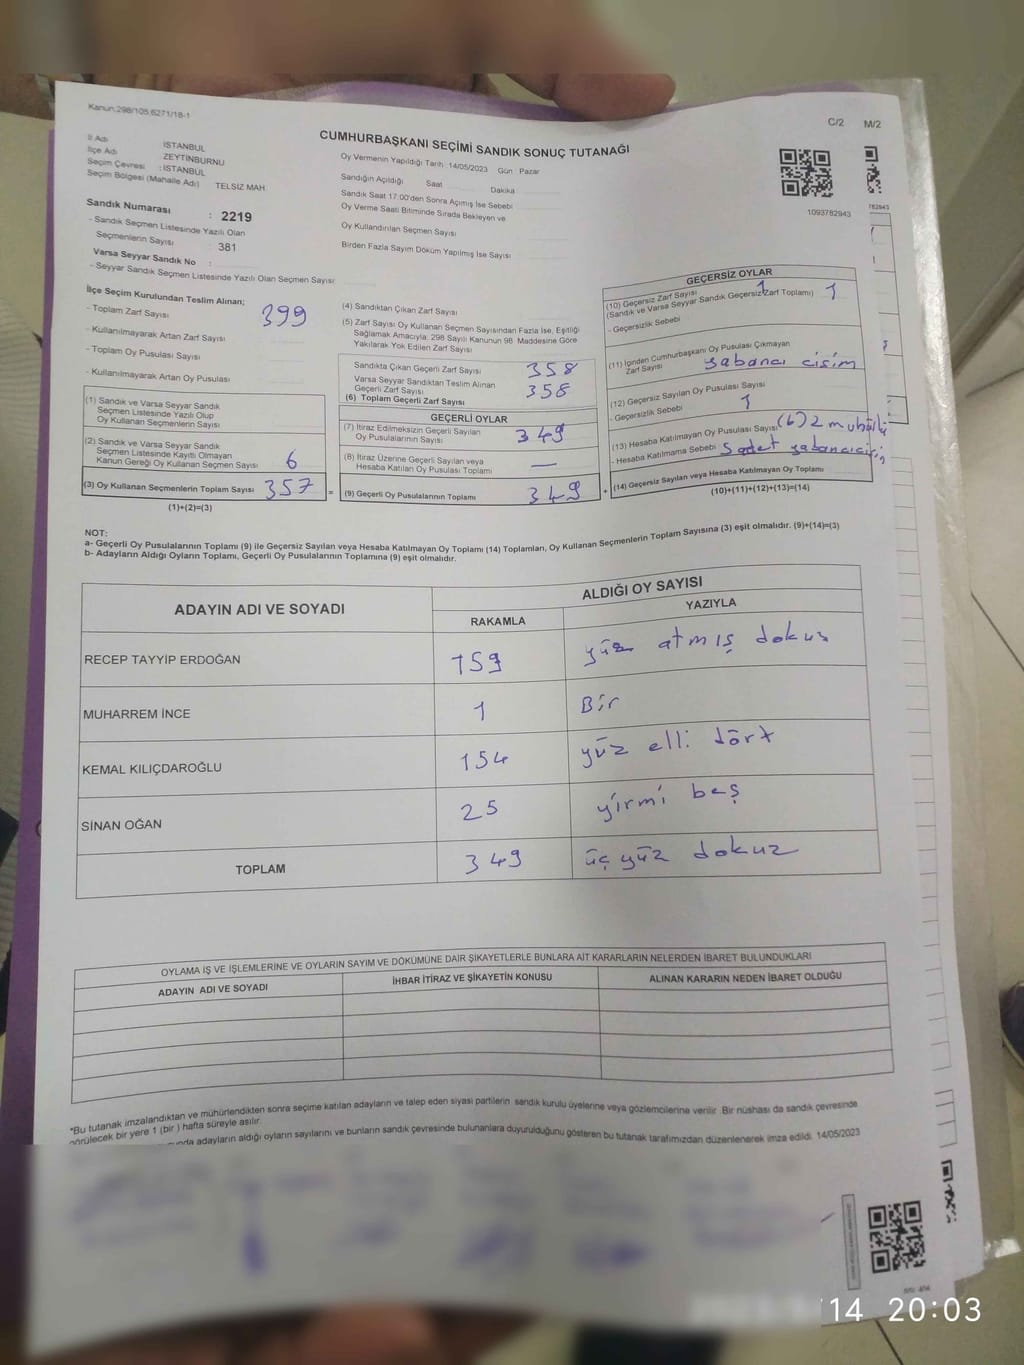 Kanun:298/105;6271/18-1
C/2 M/2
CUMHURBAŞKANI SEÇİMİ SANDIK SONUÇ TUTANAĞI
İl Adı : İSTANBUL
İlçe Adı ZEYTİNBURNU
Seçim Çevresi : İSTANBUL
Seçim Bölgesi (Mahalle Adı) TELSİZ MAH.
Sandık Numarası : 2219
- Sandık Seçmen Listesinde Yazılı Olan
Seçmenlerin Sayısı : 381
Varsa Seyyar Sandık No :
- Seyyar Sandık Seçmen Listesinde Yazılı Olan Seçmen Sayısı
Oy Vermenin Yapıldığı Tarih 14/05/2023 Gün Pazar
Sandığın Açıldığı Saat Dakika
Sandık Saat 17:00'den Sonra Açımış İse Sebebi
Oy Verme Saati Bitiminde Sırada Bekleyen ve
Oy Kullandırılan Seçmen Sayısı
Birden Fazla Sayım Döküm Yapılmış İse Sayısı
1093782943
782943
İlçe Seçim Kurulundan Teslim Alınan;
- Toplam Zarf Sayısı 399
- Kullanılmayarak Artan Zarf Sayısı
- Toplam Oy Pusulası Sayısı
- Kullanılmayarak Artan Oy Pusulası
(1) Sandık ve Varsa Seyyar Sandık
Seçmen Listesinde Yazılı Olup
Oy Kullanan Seçmenlerin Sayısı
(2) Sandık ve Varsa Seyyar Sandık
Seçmen Listesinde Kayıtlı Olmayan
Kanun Gereği Oy Kullanan Seçmen Sayısı 6
(3) Oy Kullanan Seçmenlerin Toplam Sayısı 357 =
(1)+(2)=(3)
(4) Sandıktan Çıkan Zarf Sayısı
(5) Zarf Sayısı Oy Kullanan Seçmen Sayısından Fazla İse, Eşitliği
Sağlamak Amacıyla; 298 Sayılı Kanunun 98. Maddesine Göre
Yakılarak Yok Edilen Zarf Sayısı
Sandıkta Çıkan Geçerli Zarf Sayısı 358
Varsa Seyyar Sandıktan Teslim Alınan
Geçerli Zarf Sayısı 358
(6) Toplam Geçerli Zarf Sayısı
GEÇERLİ OYLAR
(7) İtiraz Edilmeksizin Geçerli Sayılan
Oy Pusulalarının Sayısı 349
(8) İtiraz Üzerine Geçerli Sayılan veya
Hesaba Katılan Oy Pusulası Toplamı —
(9) Geçerli Oy Pusulalarının Toplamı 349 +
GEÇERSİZ OYLAR
(10) Geçersiz Zarf Sayısı 1
(Sandık ve Varsa Seyyar Sandık Geçersiz Zarf Toplamı) 1
- Geçersizlik Sebebi
(11) İçinden Cumhurbaşkanı Oy Pusulası Çıkmayan
Zarf Sayısı yabancı cisim
(12) Geçersiz Sayılan Oy Pusulası Sayısı
- Geçersizlik Sebebi 1
(13) Hesaba Katılmayan Oy Pusulası Sayısı (6) 2 mühürlü
- Hesaba Katılmama Sebebi yabancıcisim
(14) Geçersiz Sayılan veya Hesaba Katılmayan Oy Toplamı
(10)+(11)+(12)+(13)=(14)
NOT:
a- Geçerli Oy Pusulalarının Toplamı (9) ile Geçersiz Sayılan veya Hesaba Katılmayan Oy Toplamı (14) Toplamları, Oy Kullanan Seçmenlerin Toplam Sayısına (3) eşit olmalıdır. (9)+(14)=(3)
b- Adayların Aldığı Oyların Toplamı, Geçerli Oy Pusulalarının Toplamına (9) eşit olmalıdır.
ADAYIN ADI VE SOYADI ALDIĞI OY SAYISI
RAKAMLA YAZIYLA
RECEP TAYYİP ERDOĞAN 159 yüz atmış dokuz
MUHARREM İNCE 1 Bir
KEMAL KILIÇDAROĞLU 154 yüz elli dört
SİNAN OĞAN 25 yirmi beş
TOPLAM 349 üç yüz dokuz
OYLAMA İŞ VE İŞLEMLERİNE VE OYLARIN SAYIM VE DÖKÜMÜNE DAİR ŞİKAYETLERLE BUNLARA AİT KARARLARIN NELERDEN İBARET BULUNDUKLARI
ADAYIN ADI VE SOYADI İHBAR İTİRAZ VE ŞİKAYETİN KONUSU ALINAN KARARIN NEDEN İBARET OLDUĞU
*Bu tutanak imzalandıktan ve mühürlendikten sonra seçime katılan adayların ve talep eden siyasi partilerin sandık kurulu üyelerine veya gözlemcilerine verilir. Bir nüshası da sandık çevresinde
görülecek bir yere 1 (bir) hafta süreyle asılır.
adayların aldığı oyların sayılarını ve bunların sandık çevresinde bulunanlara duyurulduğunu gösteren bu tutanak tarafımızdan düzenlenerek imza edildi. 14/05/2023
/14 20:03